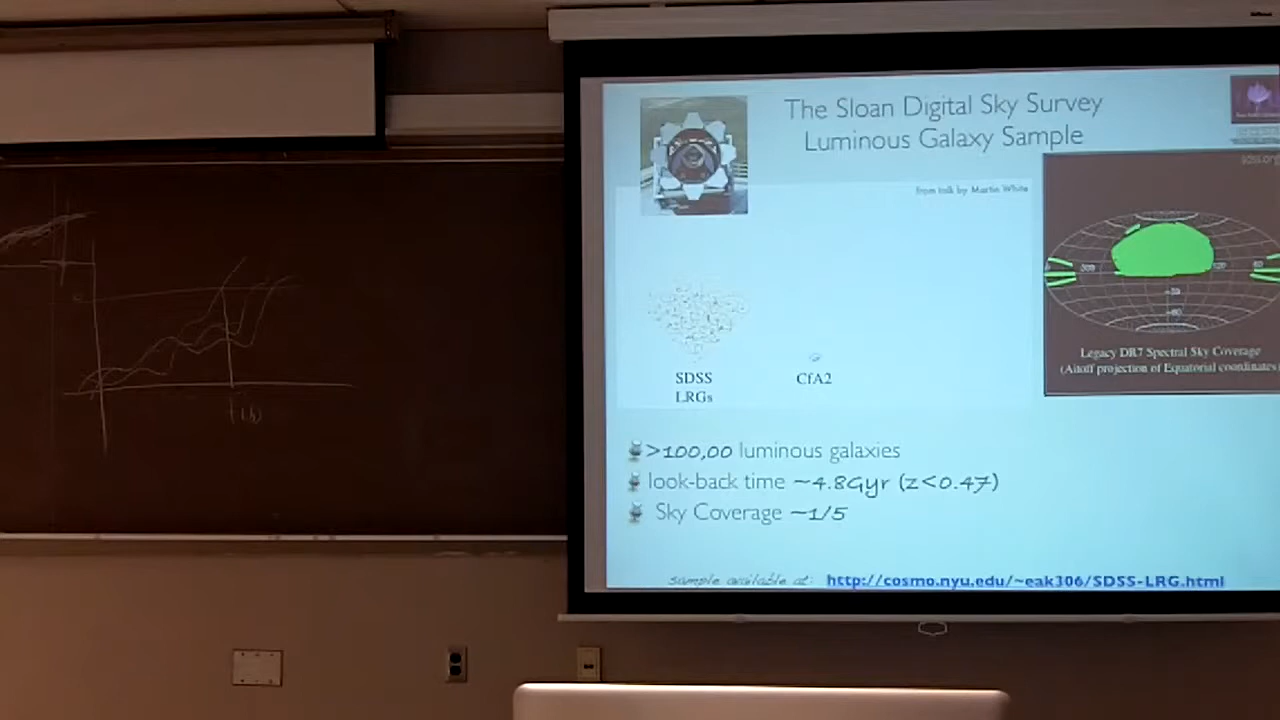 The Sloan Digital Sky Survey
Luminous Galaxy Sample
from talk by Martin White
sdss.org
Legacy DR7 Spectral Sky Coverage
(Aitoff projection of Equatorial coordinates)
SDSS
LRGs
CfA2
>100,00 luminous galaxies
look-back time ~4.8Gyr (z<0.47)
Sky Coverage ~1/5
sample available at: http://cosmo.nyu.edu/~eak306/SDSS-LRG.html